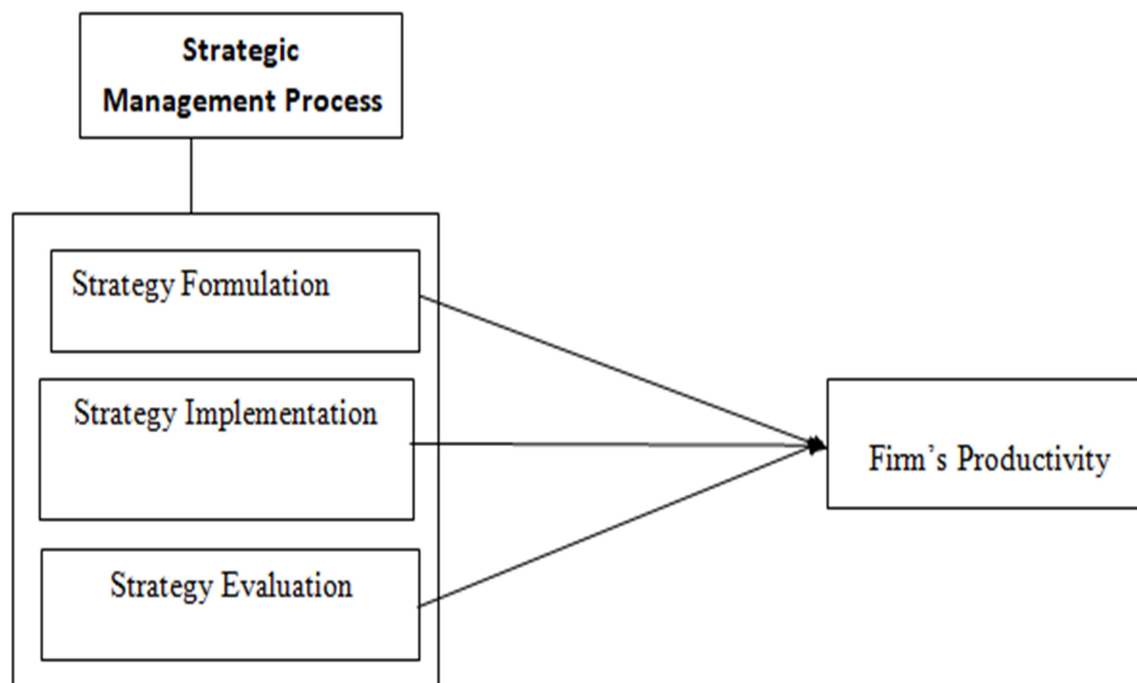 Strategic
Management Process
Strategy Formulation
Strategy Implementation
Strategy Evaluation
Firm's Productivity